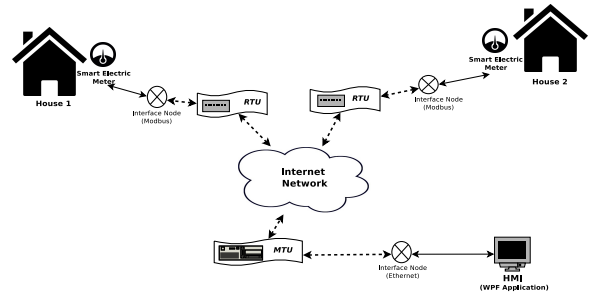 Smart Electric
Meter
House 1
Interface Node
(Modbus)
RTU
RTU
Interface Node
(Modbus)
Smart Electric
Meter
House 2
Internet
Network
MTU
Interface Node
(Ethernet)
HMI
(WPF Application)